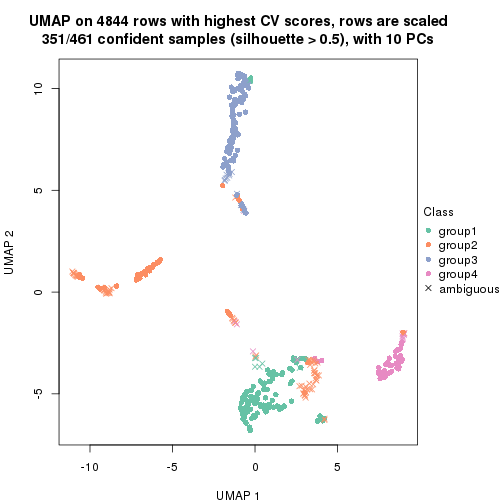 UMAP on 4844 rows with highest CV scores, rows are scaled
351/461 confident samples (silhouette > 0.5), with 10 PCs
10
5
0
-5
UMAP 2
-10
-5
0
5
UMAP 1
Class
group1
group2
group3
group4
ambiguous